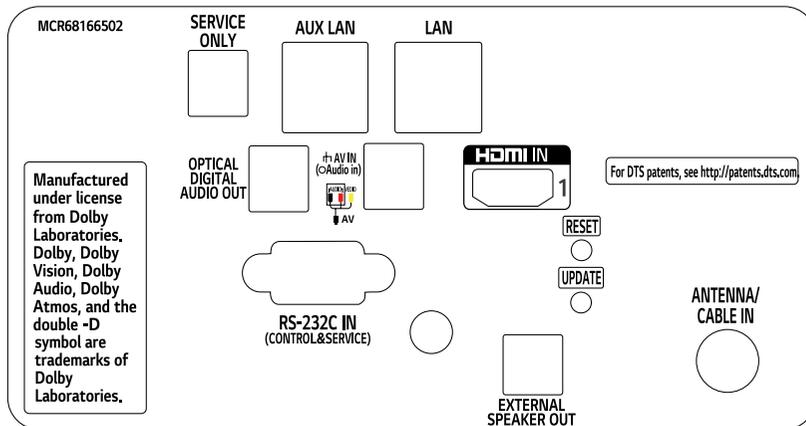 MCR68166502
SERVICE
ONLY
AUX LAN
LAN
OPTICAL
DIGITAL
AUDIO OUT
AV IN
(Audio in)
AUDIO
VIDEO
AV
HDMI IN
1
For DTS patents, see http://patents.dts.com.
Manufactured
under license
from Dolby
Laboratories.
Dolby, Dolby
Vision, Dolby
Audio, Dolby
Atmos, and the
double -D
symbol are
trademarks of
Dolby
Laboratories.
RESET
UPDATE
RS-232C IN
(CONTROL&SERVICE)
EXTERNAL
SPEAKER OUT
ANTENNA/
CABLE IN